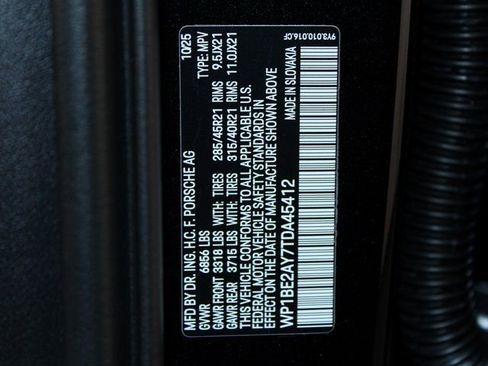 MFD BY DR. ING. H.C. F. PORSCHE AG 10/25
GVWR 6856 LBS TYPE: MPV
GAWR FRONT 3318 LBS WITH TIRES 285/45R21 RIMS 9.5JX21
GAWR REAR 3715 LBS WITH TIRES 315/40R21 RIMS 11.0JX21
THIS VEHICLE CONFORMS TO ALL APPLICABLE U.S.
FEDERAL MOTOR VEHICLE SAFETY STANDARDS IN
EFFECT ON THE DATE OF MANUFACTURE SHOWN ABOVE
WP1BE2AY7TDA45412 MADE IN SLOVAKIA
9Y3.010.016.CF